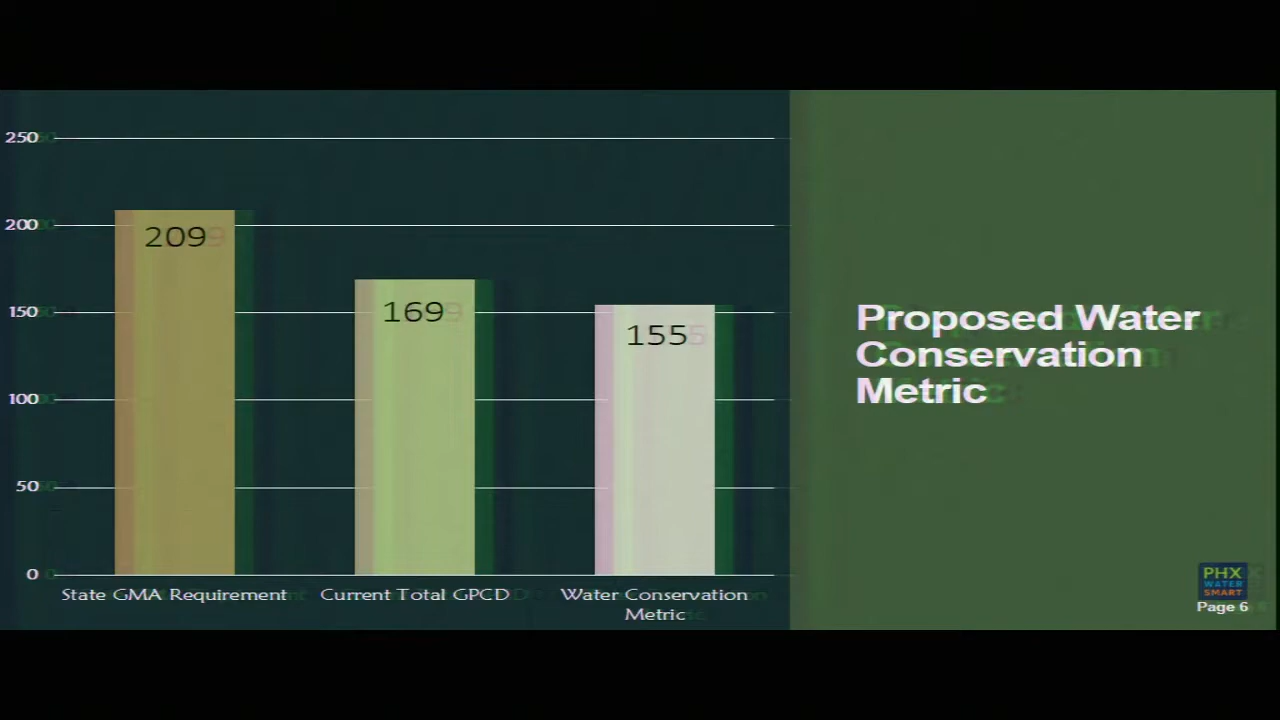 250
200
150
100
50
0
209
169
155
State GMA Requirement
Current Total GPCD
Water Conservation
Metric
Proposed Water
Conservation
Metric
PHX
WATER
SMART
Page 6